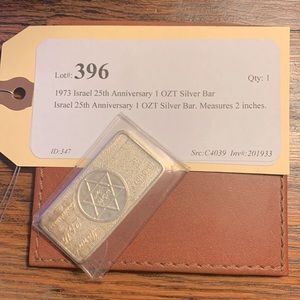 Lot#: 396 Qty: 1
1973 Israel 25th Anniversary 1 OZT Silver Bar
Israel 25th Anniversary 1 OZT Silver Bar. Measures 2 inches.
ID:347 Src:C4039 Inv#:201933